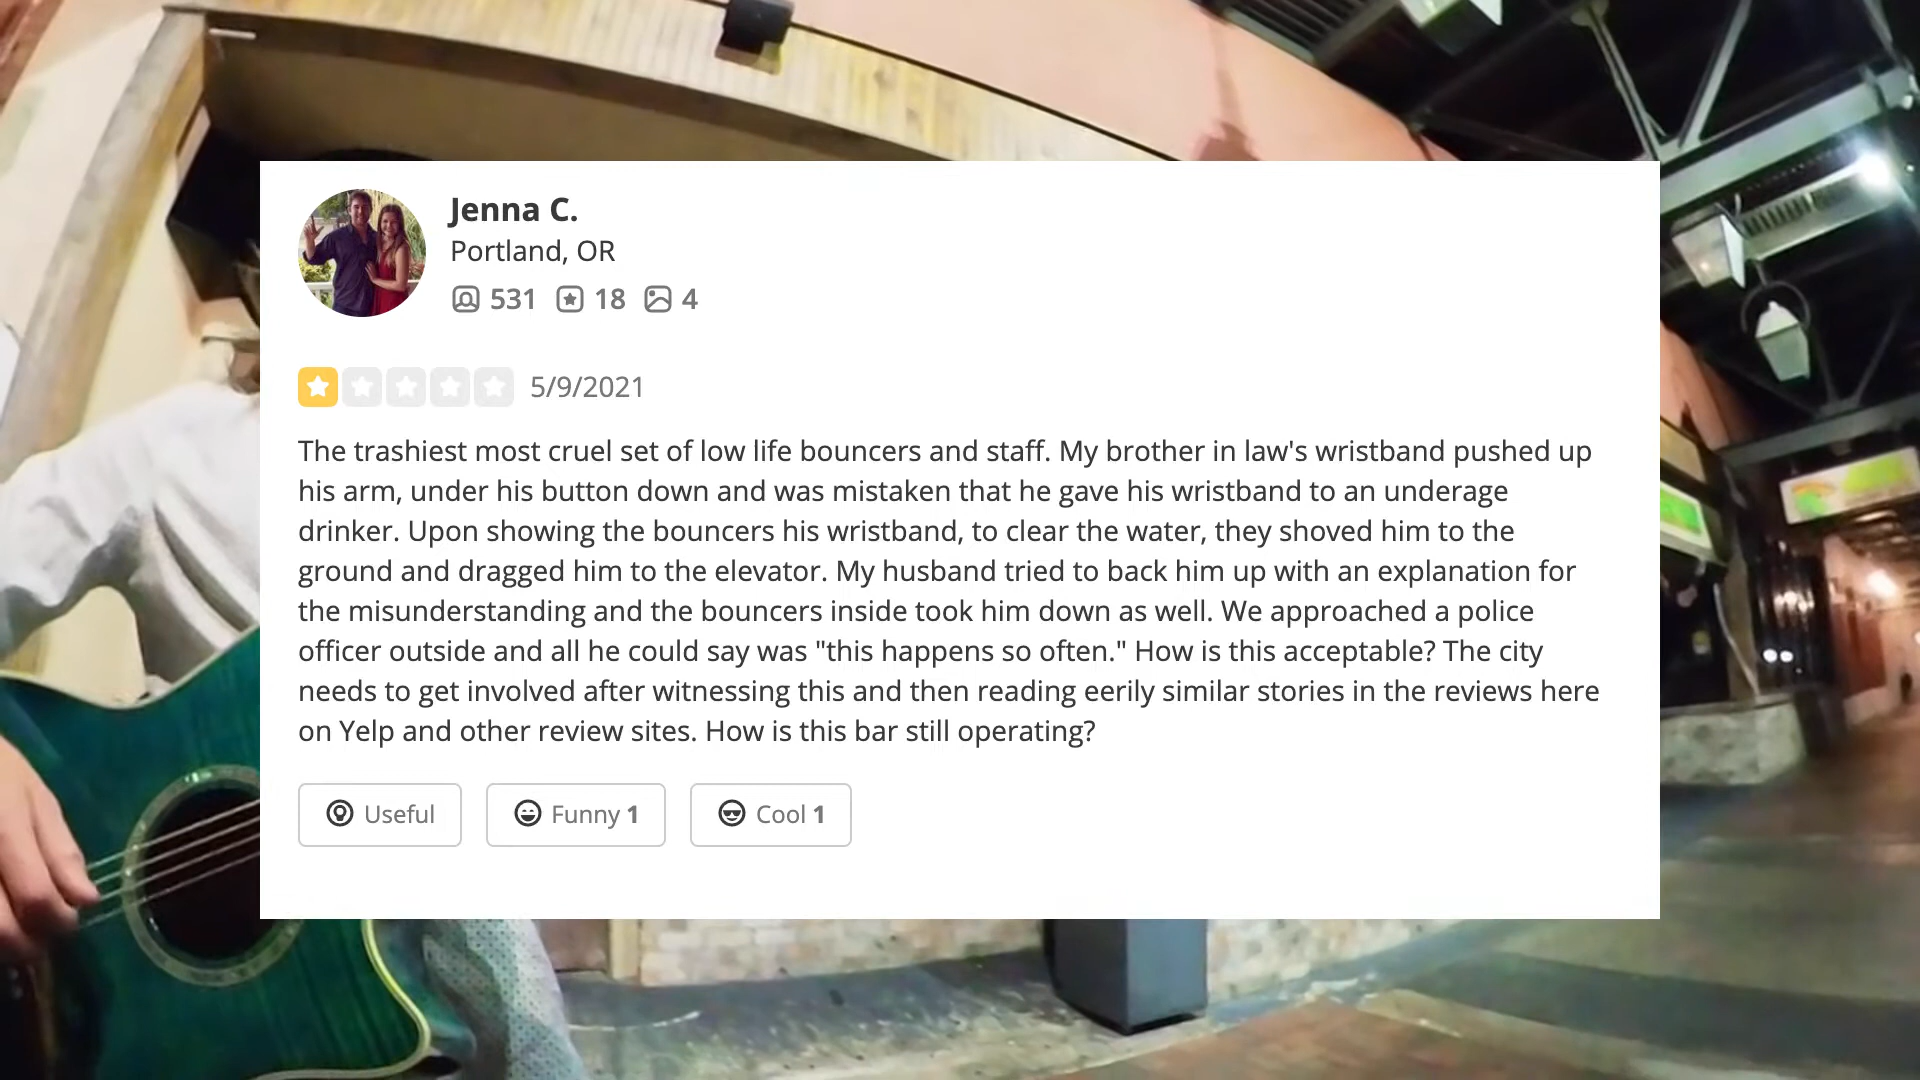 Jenna C.
Portland, OR
531 18 4
5/9/2021
The trashiest most cruel set of low life bouncers and staff. My brother in law's wristband pushed up
his arm, under his button down and was mistaken that he gave his wristband to an underage
drinker. Upon showing the bouncers his wristband, to clear the water, they shoved him to the
ground and dragged him to the elevator. My husband tried to back him up with an explanation for
the misunderstanding and the bouncers inside took him down as well. We approached a police
officer outside and all he could say was "this happens so often." How is this acceptable? The city
needs to get involved after witnessing this and then reading eerily similar stories in the reviews here
on Yelp and other review sites. How is this bar still operating?
Useful Funny 1 Cool 1